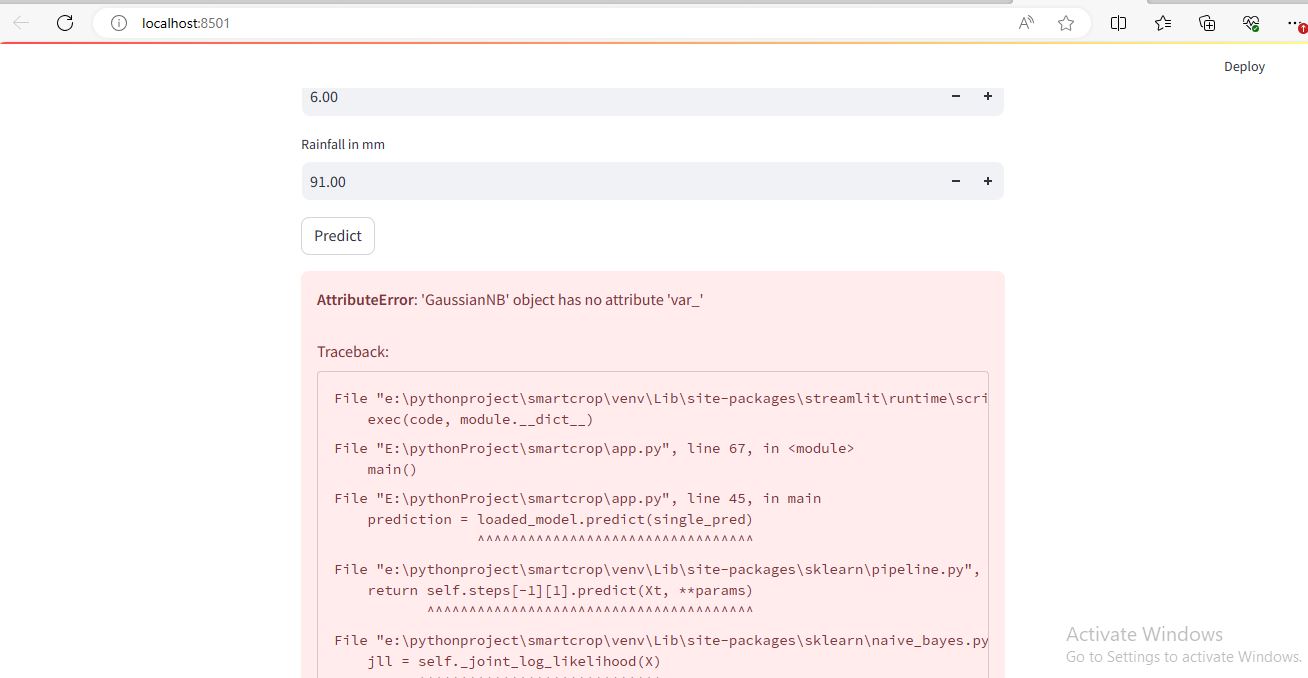 localhost:8501
Deploy
6.00
Rainfall in mm
91.00
Predict
AttributeError: 'GaussianNB' object has no attribute 'var_'
Traceback:
File "e:\pythonproject\smartcrop\venv\Lib\site-packages\streamlit\runtime\scri
exec(code, module.__dict__)
File "E:\pythonProject\smartcrop\app.py", line 67, in <module>
main()
File "E:\pythonProject\smartcrop\app.py", line 45, in main
prediction = loaded_model.predict(single_pred)
^^^^^^^^^^^^^^^^^^^^^^^^^^^^^^^^^
File "e:\pythonproject\smartcrop\venv\Lib\site-packages\sklearn\pipeline.py",
return self.steps[-1][1].predict(Xt, **params)
^^^^^^^^^^^^^^^^^^^^^^^^^^^^^^^^^^^^^^^
File "e:\pythonproject\smartcrop\venv\Lib\site-packages\sklearn\naive_bayes.py
jll = self._joint_log_likelihood(X)
Activate Windows
Go to Settings to activate Windows.